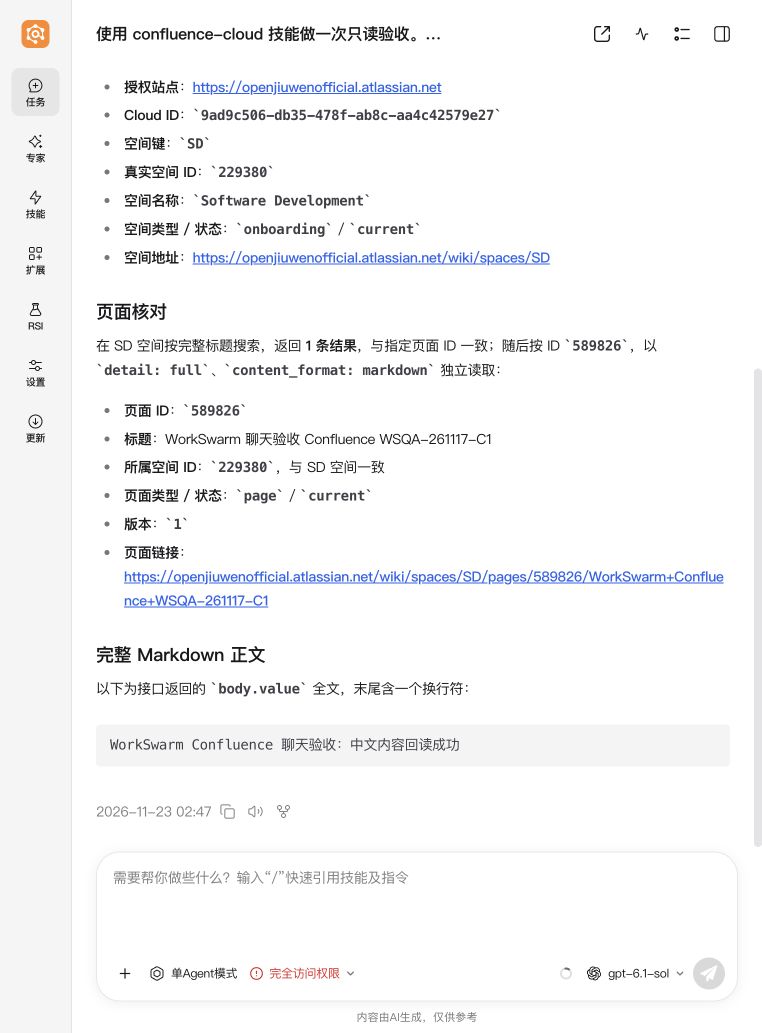 使用 confluence-cloud 技能做一次只读验收。...
任务
专家
技能
扩展
RSI
设置
更新
授权站点：https://openjiuwenofficial.atlassian.net
Cloud ID：`9ad9c506-db35-478f-ab8c-aa4c42579e27`
空间键：`SD`
真实空间 ID：`229380`
空间名称：`Software Development`
空间类型 / 状态：`onboarding` / `current`
空间地址：https://openjiuwenofficial.atlassian.net/wiki/spaces/SD
页面核对
在 SD 空间按完整标题搜索，返回 1 条结果，与指定页面 ID 一致；随后按 ID `589826`，以
`detail: full`、`content_format: markdown` 独立读取：
页面 ID：`589826`
标题：WorkSwarm 聊天验收 Confluence WSQA-261117-C1
所属空间 ID：`229380`，与 SD 空间一致
页面类型 / 状态：`page` / `current`
版本：`1`
页面链接：
https://openjiuwenofficial.atlassian.net/wiki/spaces/SD/pages/589826/WorkSwarm+Conflue
nce+WSQA-261117-C1
完整 Markdown 正文
以下为接口返回的 `body.value` 全文，末尾含一个换行符：
WorkSwarm Confluence 聊天验收：中文内容回读成功
2026-11-23 02:47
需要帮你做些什么？输入“/”快速引用技能及指令
单Agent模式 完全访问权限 gpt-6.1-sol
内容由AI生成，仅供参考